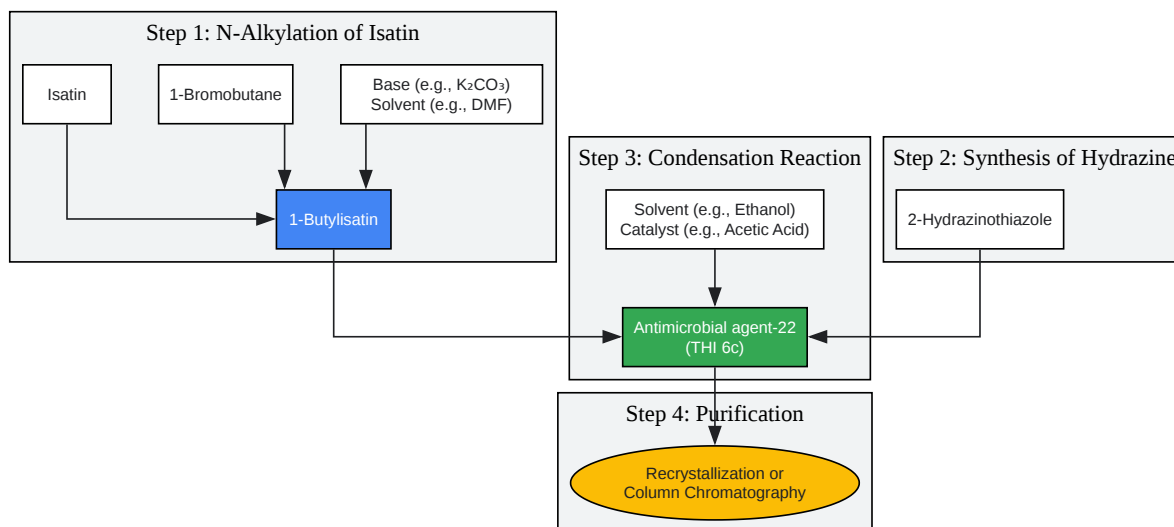 Step 1: N-Alkylation of Isatin
Isatin
1-Bromobutane
Base (e.g., K₂CO₃)
Solvent (e.g., DMF)
1-Butylisatin
Step 3: Condensation Reaction
Solvent (e.g., Ethanol)
Catalyst (e.g., Acetic Acid)
Antimicrobial agent-22
(THI 6c)
Step 2: Synthesis of Hydrazine
2-Hydrazinothiazole
Step 4: Purification
Recrystallization or
Column Chromatography